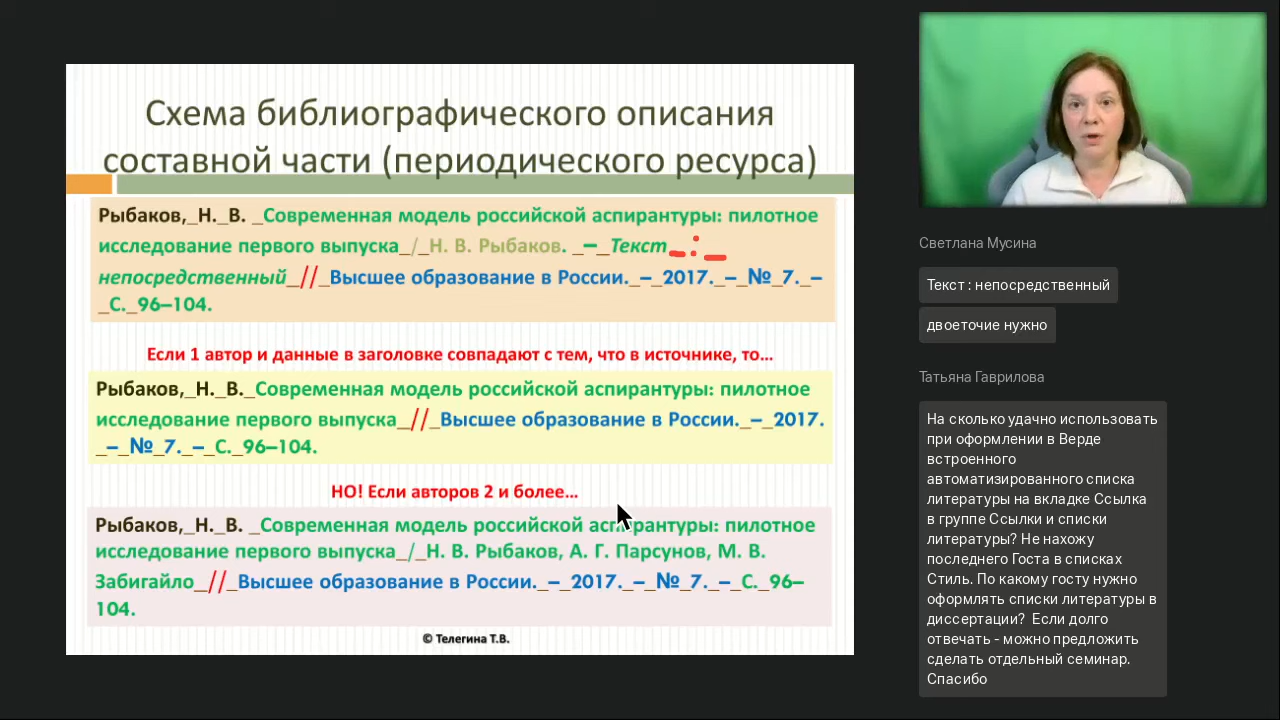 Схема библиографического описания
составной части (периодического ресурса)
Рыбаков,_Н._В. _Современная модель российской аспирантуры: пилотное
исследование первого выпуска_/_Н. В. Рыбаков. _–_Текст_:_
непосредственный_//_Высшее образование в России._–_2017._–_№_7._–
_С._96–104.
Если 1 автор и данные в заголовке совпадают с тем, что в источнике, то…
Рыбаков,_Н._В._Современная модель российской аспирантуры: пилотное
исследование первого выпуска_//_Высшее образование в России._–_2017.
_–_№_7._–_С._96–104.
НО! Если авторов 2 и более…
Рыбаков,_Н._В. _Современная модель российской аспирантуры: пилотное
исследование первого выпуска_/_Н. В. Рыбаков, А. Г. Парсунов, М. В.
Забигайло_//_Высшее образование в России._–_2017._–_№_7._–_С._96–
104.
© Телегина Т.В.
Светлана Мусина
Текст : непосредственный
двоеточие нужно
Татьяна Гаврилова
На сколько удачно использовать
при оформлении в Верде
встроенного
автоматизированного списка
литературы на вкладке Ссылка
в группе Ссылки и списки
литературы? Не нахожу
последнего Госта в списках
Стиль. По какому госту нужно
оформлять списки литературы в
диссертации? Если долго
отвечать - можно предложить
сделать отдельный семинар.
Спасибо